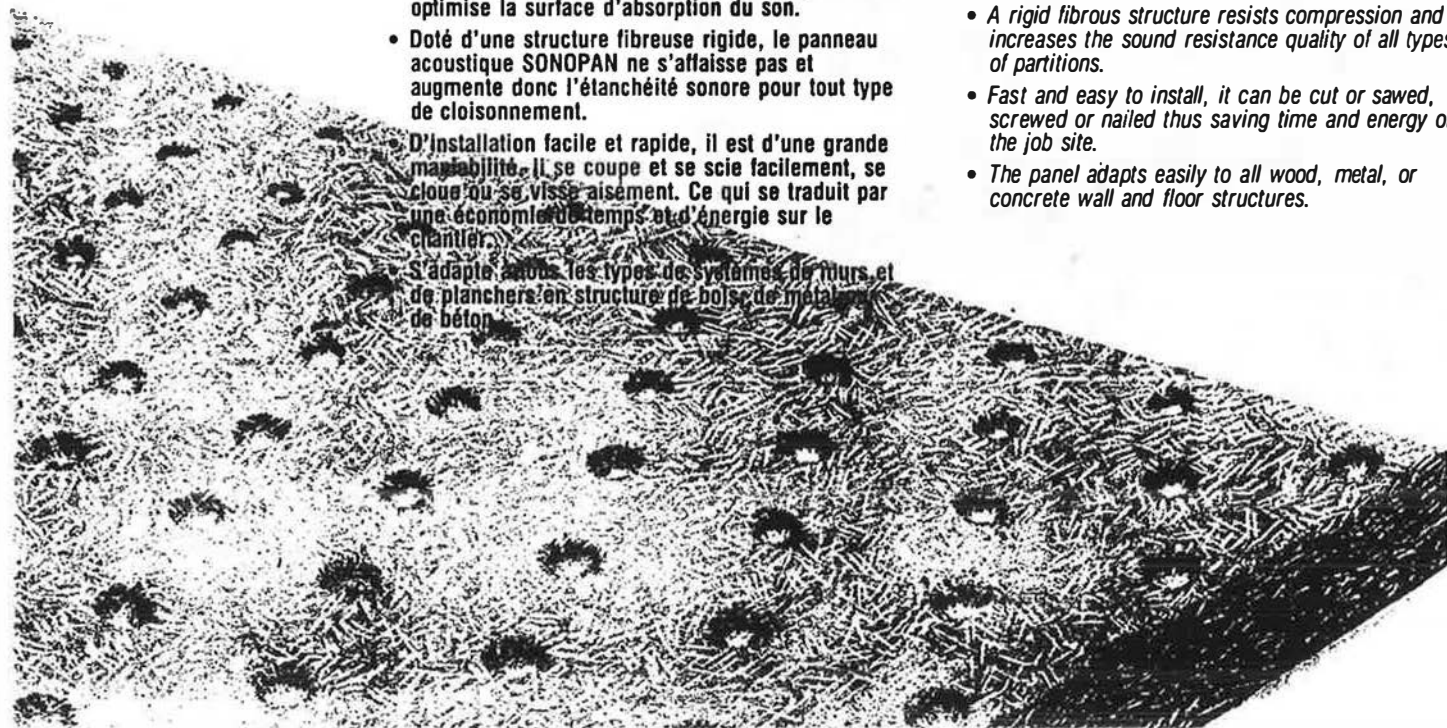 optimise la surface d'absorption du son.
• Doté d'une structure fibreuse rigide, le panneau
acoustique SONOPAN ne s'affaisse pas et
augmente donc l'étanchéité sonore pour tout type
de cloisonnement.
• D'installation facile et rapide, il est d'une grande
maniabilité. Il se coupe et se scie facilement, se
cloue ou se visse aisément. Ce qui se traduit par
une économie de temps et d'énergie sur le
chantier.
• S'adapte à tous les types de systèmes de murs et
de planchers en structure de bois, de métal ou
de béton.
• A rigid fibrous structure resists compression and
increases the sound resistance quality of all types
of partitions.
• Fast and easy to install, it can be cut or sawed,
screwed or nailed thus saving time and energy o
the job site.
• The panel adapts easily to all wood, metal, or
concrete wall and floor structures.